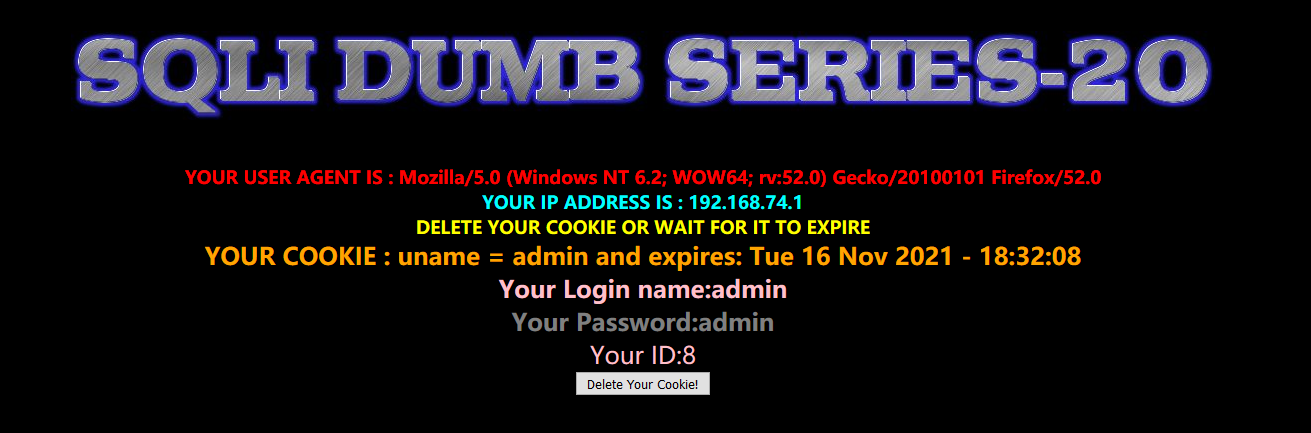 SQLI DUMB SERIES-20
YOUR USER AGENT IS : Mozilla/5.0 (Windows NT 6.2; WOW64; rv:52.0) Gecko/20100101 Firefox/52.0
YOUR IP ADDRESS IS : 192.168.74.1
DELETE YOUR COOKIE OR WAIT FOR IT TO EXPIRE
YOUR COOKIE : uname = admin and expires: Tue 16 Nov 2021 - 18:32:08
Your Login name:admin
Your Password:admin
Your ID:8
Delete Your Cookie!